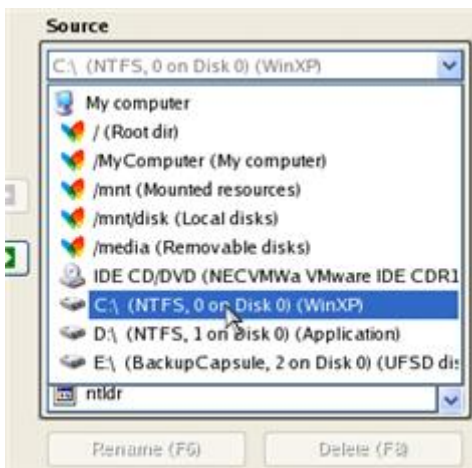 Source
C:\ (NTFS, 0 on Disk 0) (WinXP)
My computer
/ (Root dir)
/MyComputer (My computer)
/mnt (Mounted resources)
/mnt/disk (Local disks)
/media (Removable disks)
IDE CD/DVD (NECVMWa VMware IDE CDR1
C:\ (NTFS, 0 on Disk 0) (WinXP)
D:\ (NTFS, 1 on Disk 0) (Application)
E:\ (BackupCapsule, 2 on Disk 0) (UFSD dis
ntldr
Rename (F6) Delete (F8)